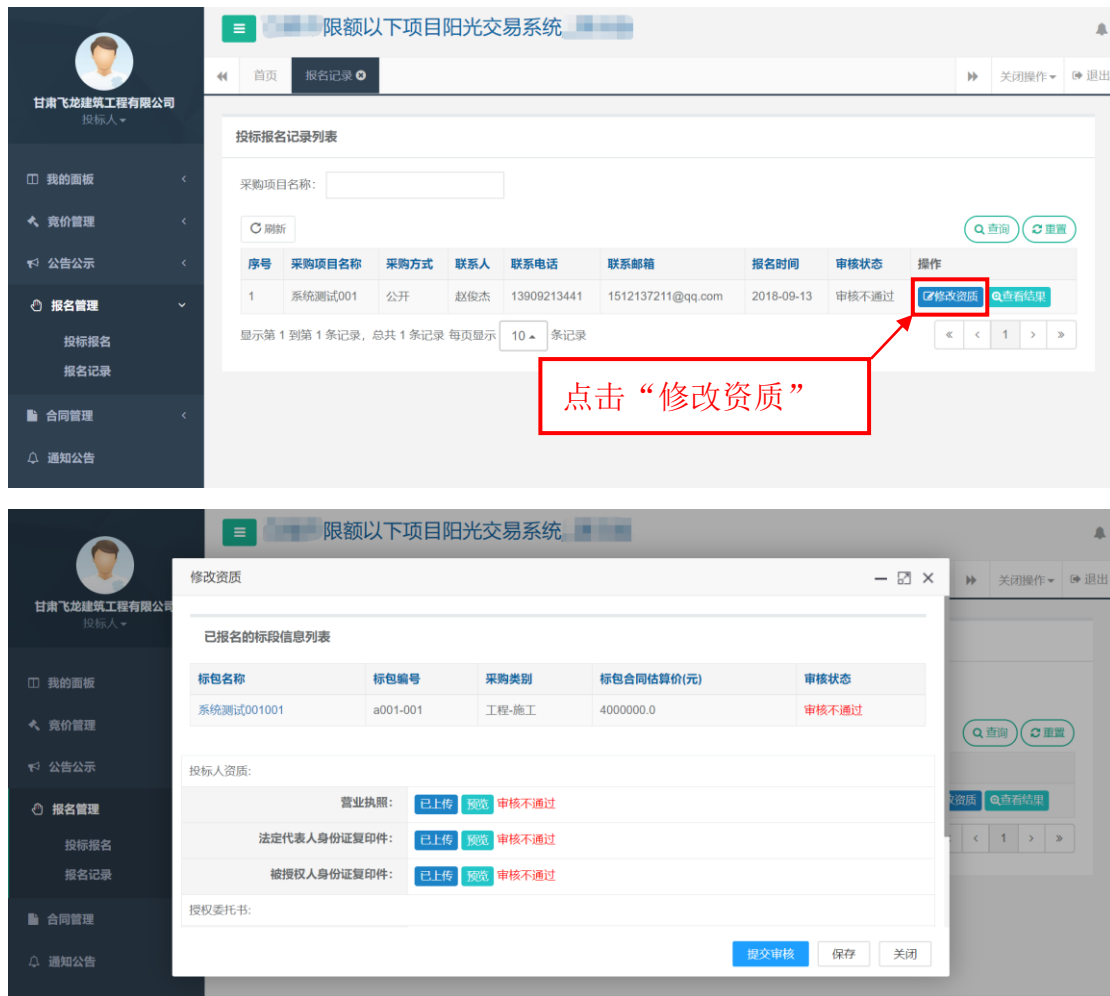 限额以下项目阳光交易系统
甘肃飞龙建筑工程有限公司
投标人
首页 报名记录 关闭操作 退出
投标报名记录列表
我的面板
采购项目名称:
竞价管理
刷新 查询 重置
公告公示
序号 采购项目名称 采购方式 联系人 联系电话 联系邮箱 报名时间 审核状态 操作
1 系统测试001 公开 赵俊杰 13909213441 1512137211@qq.com 2018-09-13 审核不通过 修改资质 查看结果
报名管理
显示第 1 到第 1 条记录，总共 1 条记录 每页显示 10 条记录 « < 1 > »
投标报名
报名记录
点击“修改资质”
合同管理
通知公告
限额以下项目阳光交易系统
甘肃飞龙建筑工程有限公司
投标人
关闭操作 退出
修改资质
已报名的标段信息列表
我的面板
标包名称 标包编号 采购类别 标包合同估算价(元) 审核状态
系统测试001001 a001-001 工程-施工 4000000.0 审核不通过
竞价管理
查询 重置
公告公示
投标人资质:
营业执照: 已上传 预览 审核不通过
报名管理
资质 查看结果
法定代表人身份证复印件: 已上传 预览 审核不通过
投标报名
< 1 > »
被授权人身份证复印件: 已上传 预览 审核不通过
报名记录
授权委托书:
合同管理
提交审核 保存 关闭
通知公告